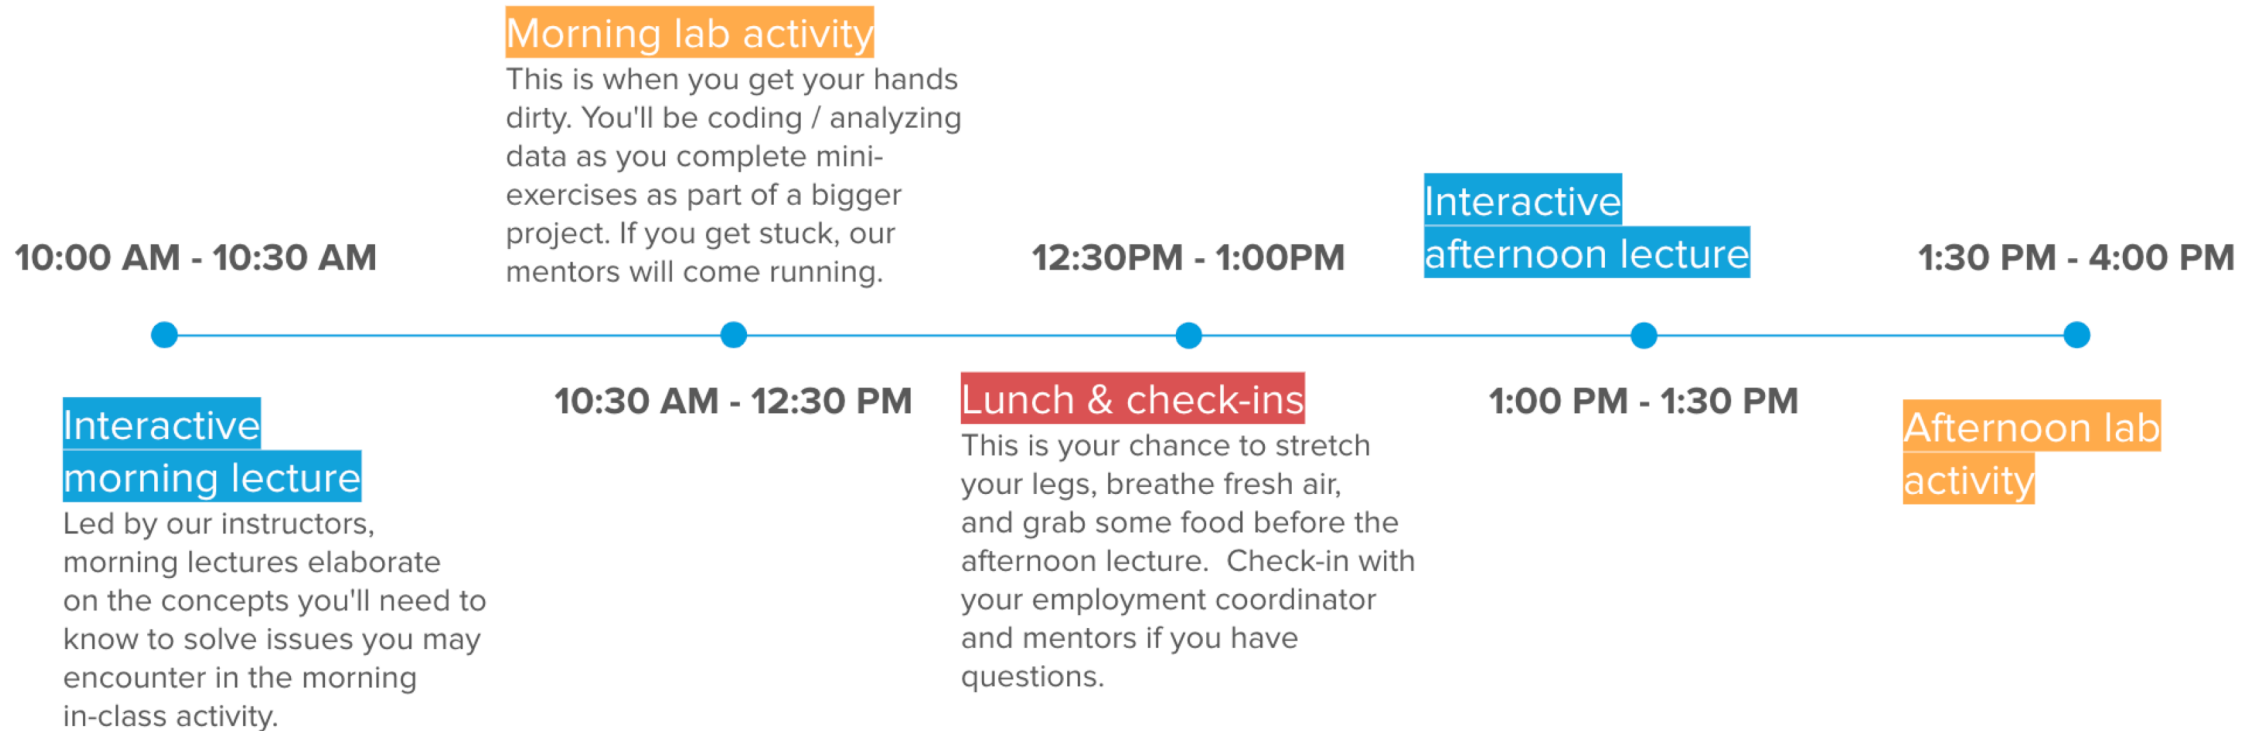 10:00 AM - 10:30 AM
Interactive
morning lecture
Led by our instructors,
morning lectures elaborate
on the concepts you'll need to
know to solve issues you may
encounter in the morning
in-class activity.
Morning lab activity
This is when you get your hands
dirty. You'll be coding / analyzing
data as you complete mini-
exercises as part of a bigger
project. If you get stuck, our
mentors will come running.
10:30 AM - 12:30 PM
12:30PM - 1:00PM
Lunch & check-ins
This is your chance to stretch
your legs, breathe fresh air,
and grab some food before the
afternoon lecture.  Check-in with
your employment coordinator
and mentors if you have
questions.
Interactive
afternoon lecture
1:00 PM - 1:30 PM
1:30 PM - 4:00 PM
Afternoon lab
activity